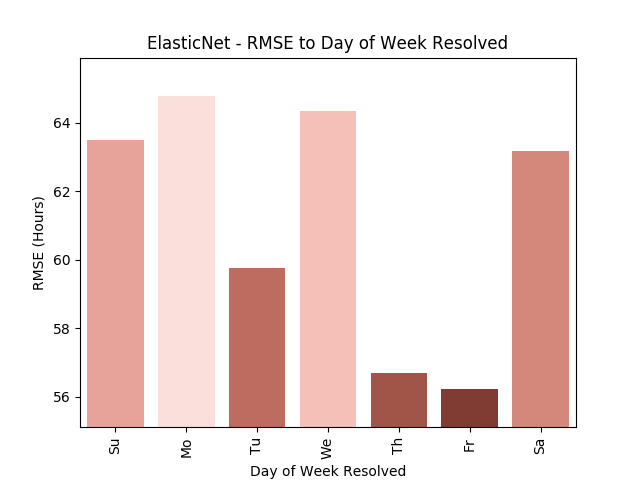 ElasticNet - RMSE to Day of Week Resolved
RMSE (Hours)
64
62
60
58
56
Su
Mo
Tu
We
Th
Fr
Sa
Day of Week Resolved